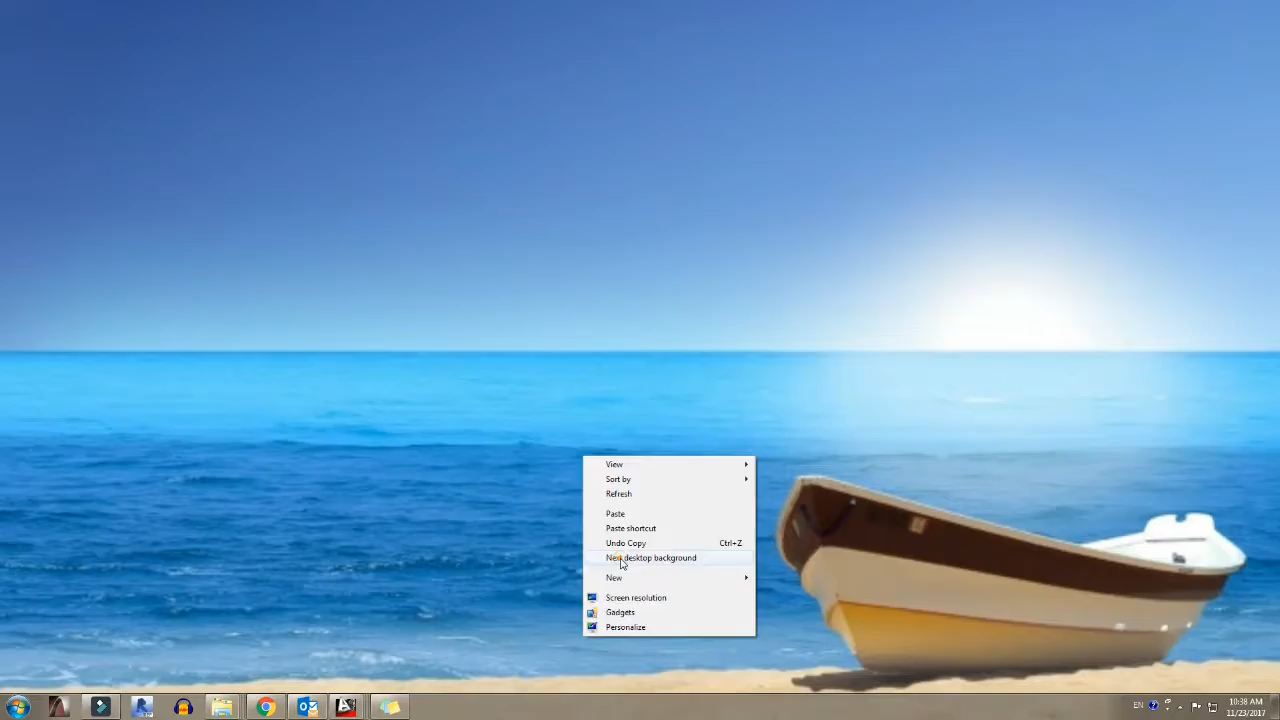 View
Sort by
Refresh
Paste
Paste shortcut
Undo Copy Ctrl+Z
Next desktop background
New
Screen resolution
Gadgets
Personalize
EN
10:38 AM
11/23/2017